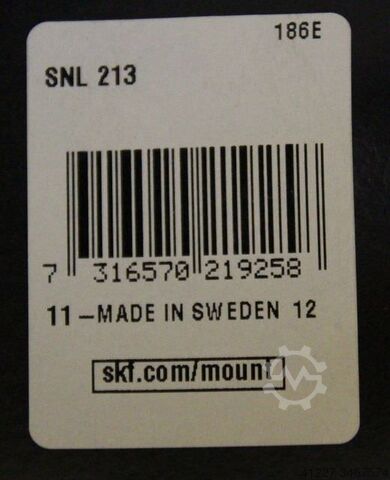 186E
SNL 213
7 316570 219258
11 – MADE IN SWEDEN 12
skf.com/mount